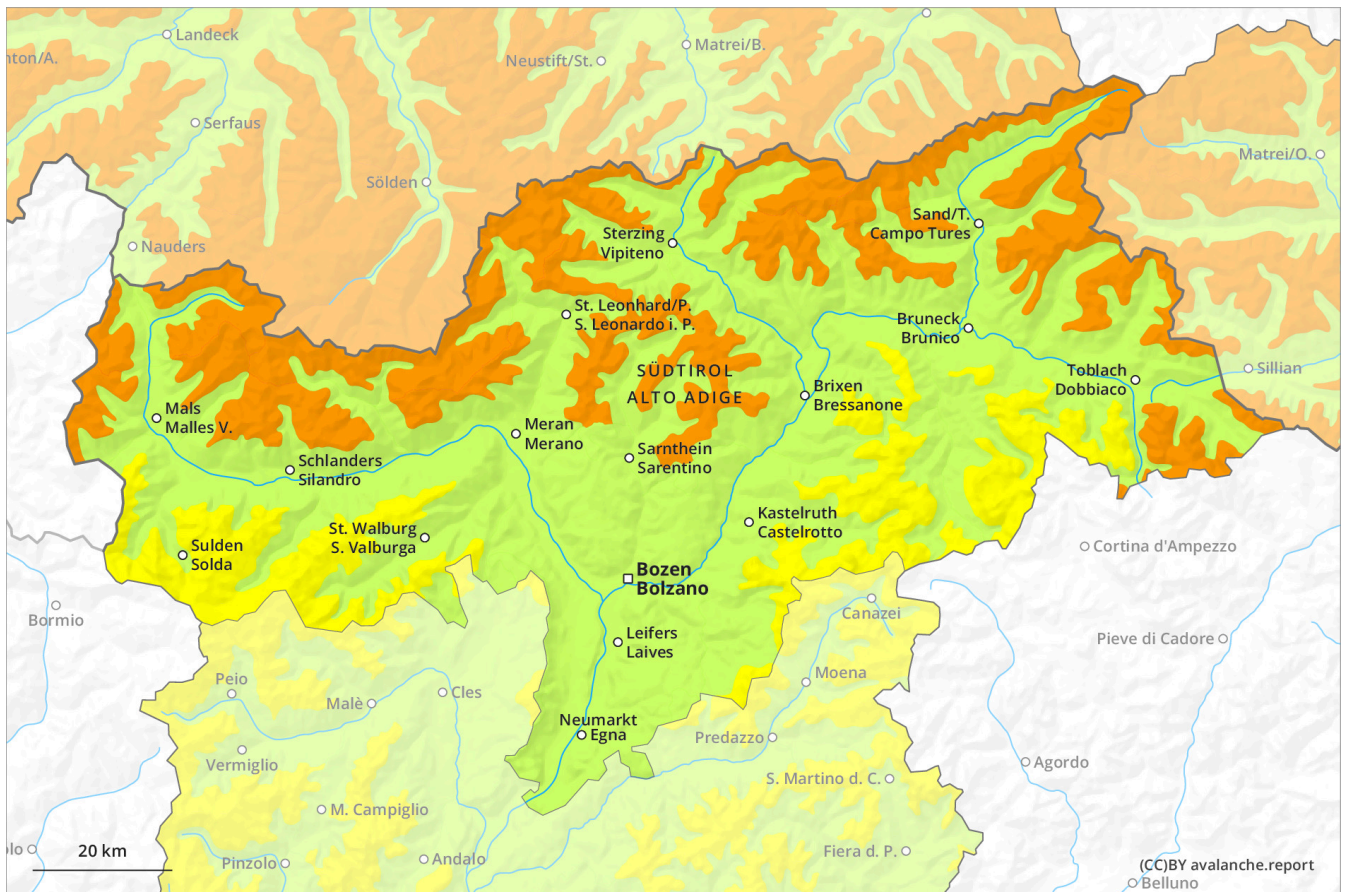 Landeck
Matrei/B.
nton/A.
Neustift/St.
Serfaus
Matrei/O.
Sölden
Sand/T.
Campo Tures
Sterzing
Vipiteno
Nauders
St. Leonhard/P.
S. Leonardo i. P.
Bruneck
Brunico
SÜDTIROL
ALTO ADIGE
Toblach
Dobbiaco
Sillian
Brixen
Bressanone
Mals
Malles V.
Meran
Merano
Sarnthein
Sarentino
Schlanders
Silandro
Kastelruth
Castelrotto
St. Walburg
S. Valburga
Sulden
Solda
Cortina d'Ampezzo
Bozen
Bolzano
Bormio
Canazei
Leifers
Laives
Pieve di Cadore
Peio
Moena
Malè
Cles
Neumarkt
Egna
Predazzo
Vermiglio
Agordo
S. Martino d. C.
M. Campiglio
20 km
lo
Pinzolo
Andalo
Fiera d. P.
(CC)BY avalanche.report
Belluno